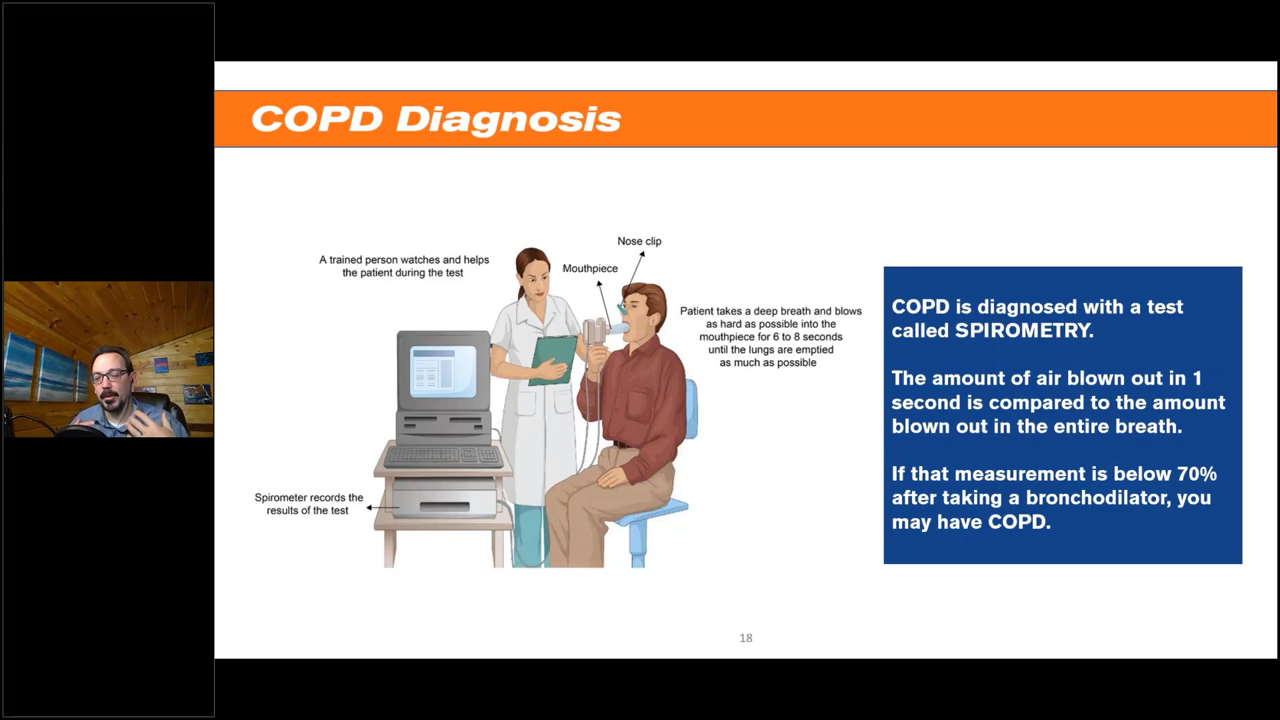 COPD Diagnosis
A trained person watches and helps
the patient during the test
Nose clip
Mouthpiece
Patient takes a deep breath and blows
as hard as possible into the
mouthpiece for 6 to 8 seconds
until the lungs are emptied
as much as possible
Spirometer records the
results of the test
COPD is diagnosed with a test
called SPIROMETRY.
The amount of air blown out in 1
second is compared to the amount
blown out in the entire breath.
If that measurement is below 70%
after taking a bronchodilator, you
may have COPD.
18